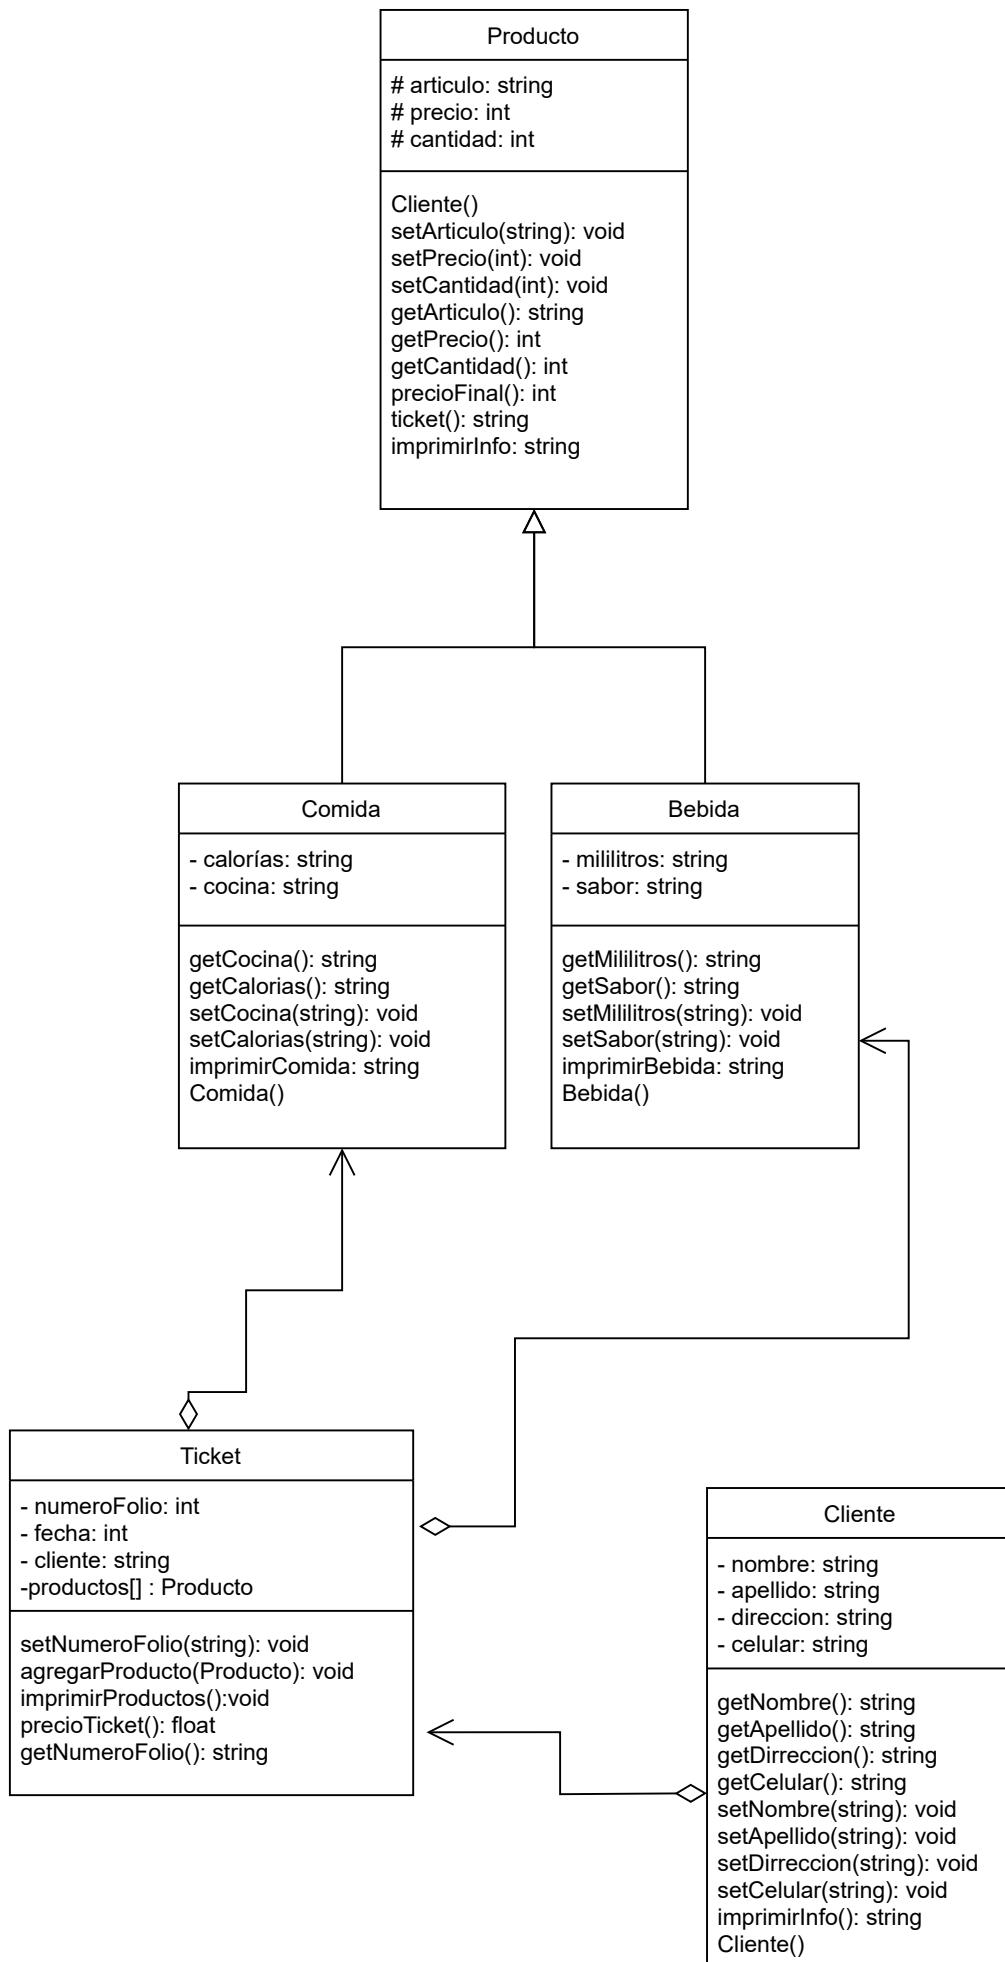 Producto
# articulo: string
# precio: int
# cantidad: int
Cliente()
setArticulo(string): void
setPrecio(int): void
setCantidad(int): void
getArticulo(): string
getPrecio(): int
getCantidad(): int
precioFinal(): int
ticket(): string
imprimirInfo: string
Comida
- calorías: string
- cocina: string
getCocina(): string
getCalorias(): string
setCocina(string): void
setCalorias(string): void
imprimirComida: string
Comida()
Bebida
- mililitros: string
- sabor: string
getMililitros(): string
getSabor(): string
setMililitros(string): void
setSabor(string): void
imprimirBebida: string
Bebida()
Ticket
- numeroFolio: int
- fecha: int
- cliente: string
-productos[] : Producto
setNumeroFolio(string): void
agregarProducto(Producto): void
imprimirProductos():void
precioTicket(): float
getNumeroFolio(): string
Cliente
- nombre: string
- apellido: string
- direccion: string
- celular: string
getNombre(): string
getApellido(): string
getDirreccion(): string
getCelular(): string
setNombre(string): void
setApellido(string): void
setDirreccion(string): void
setCelular(string): void
imprimirInfo(): string
Cliente()